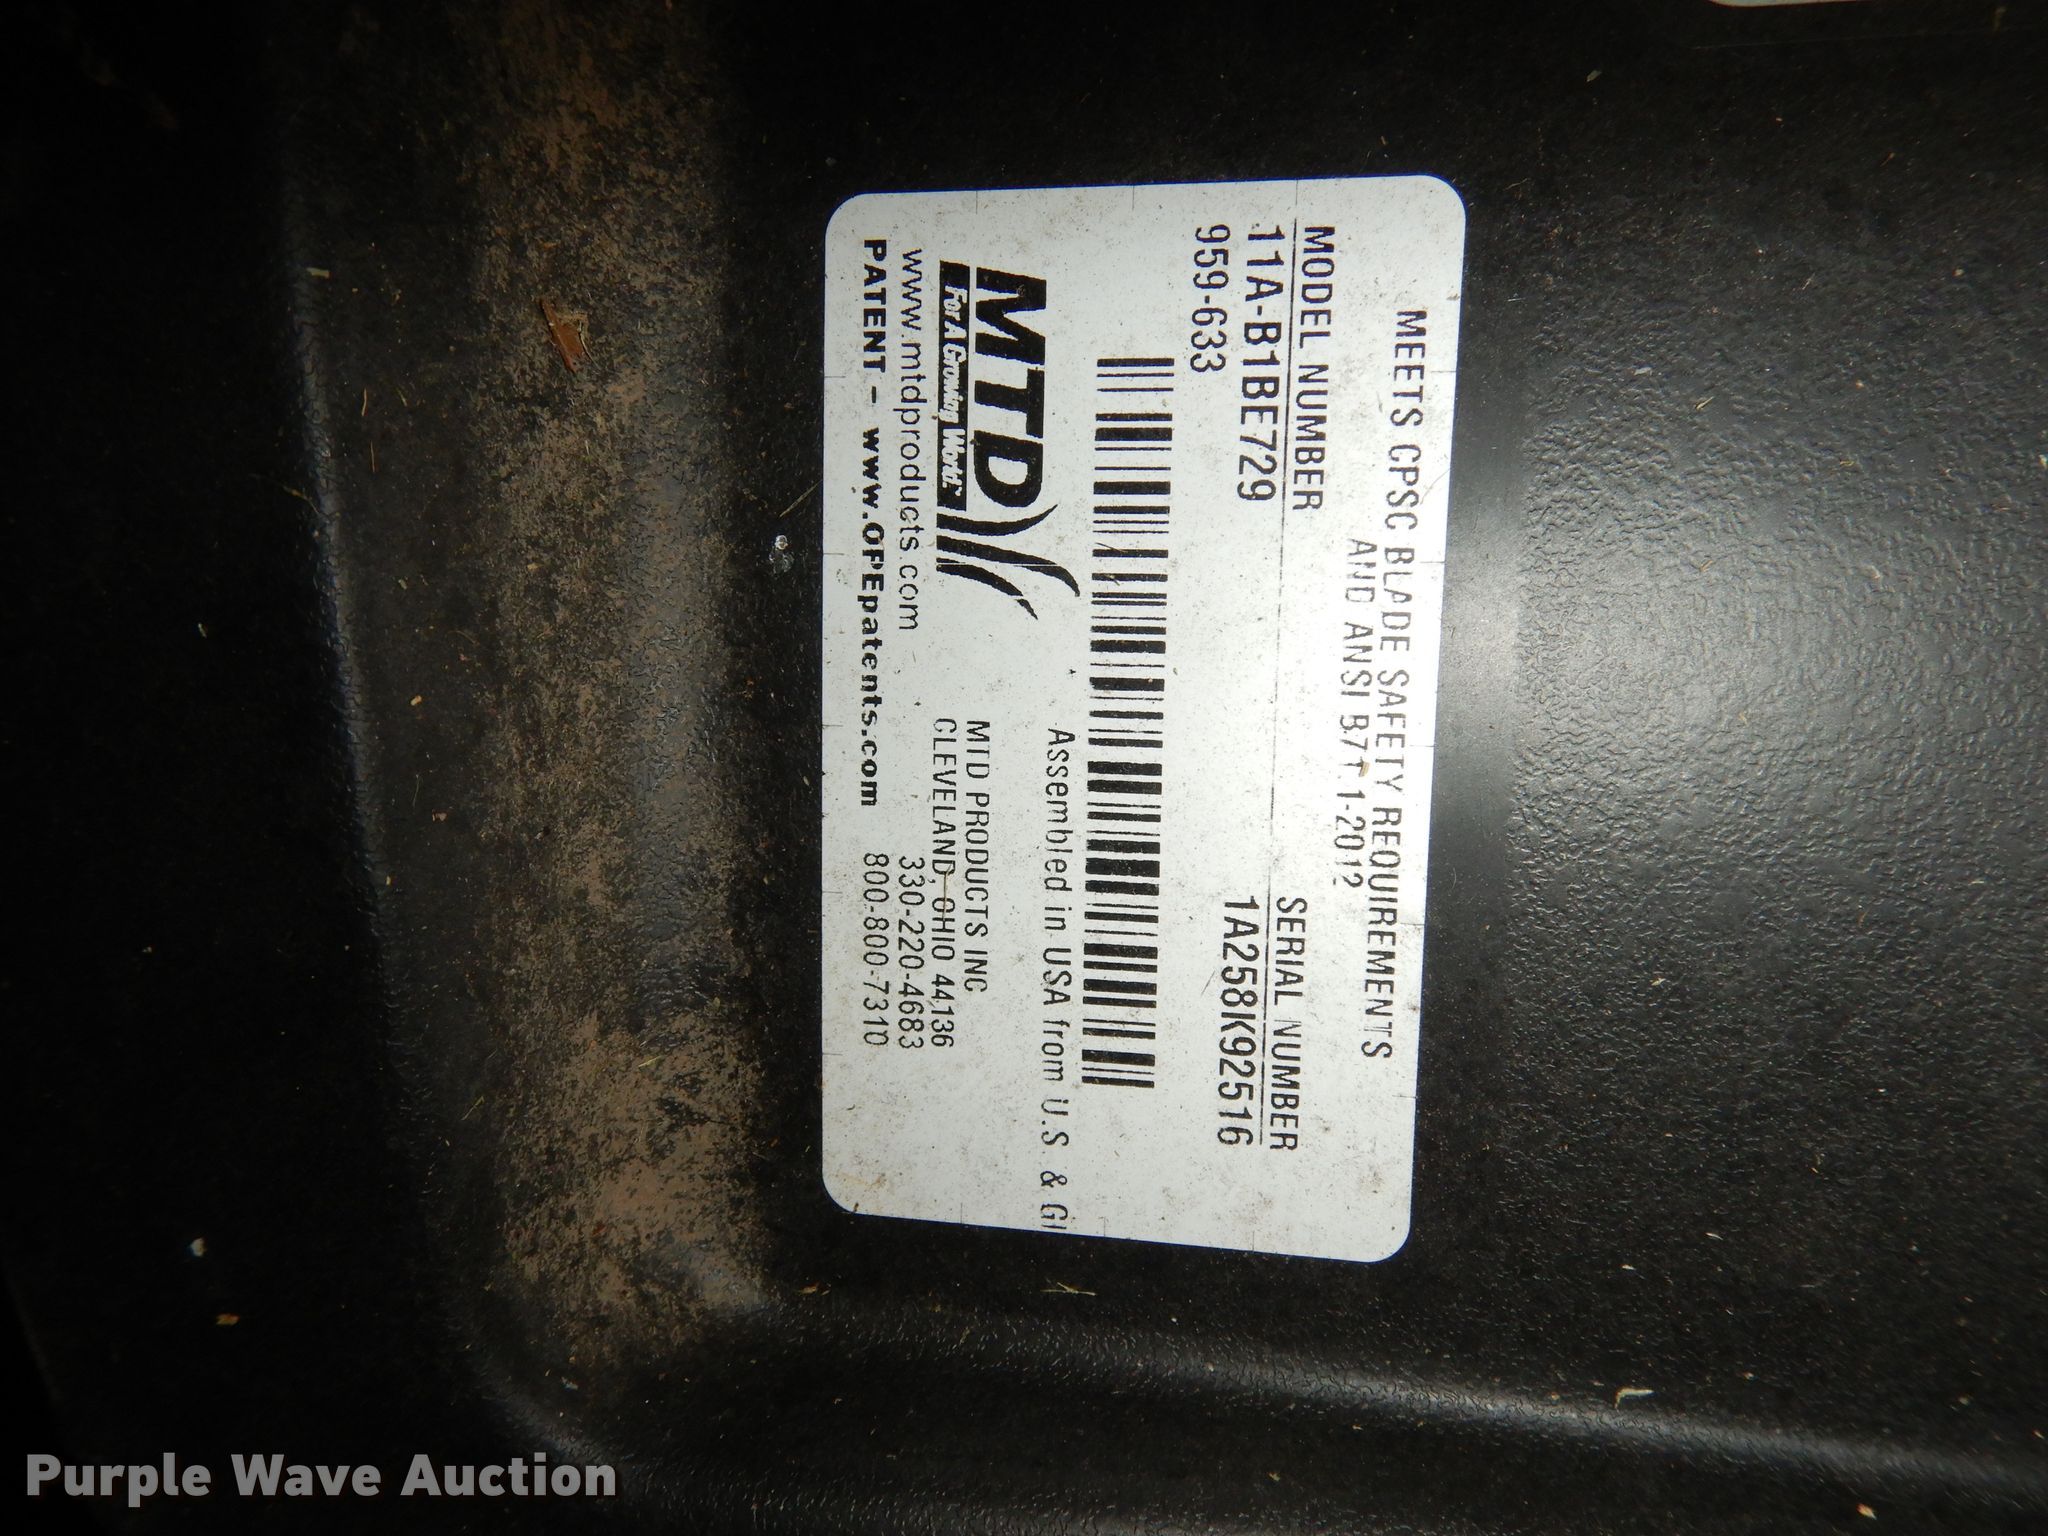 MEETS CPSC BLADE SAFETY REQUIREMENTS
AND ANSI B71.1-2012
MODEL NUMBER
11A-B1BE729
959-633
SERIAL NUMBER
1A258K92516
MTD
For A Growing World.™
www.mtdproducts.com
PATENT - www.OPEpatents.com
Assembled in USA from U.S. &
MTD PRODUCTS INC
CLEVELAND, OHIO 44136
330-220-4683
800-800-7310
Purple Wave Auction